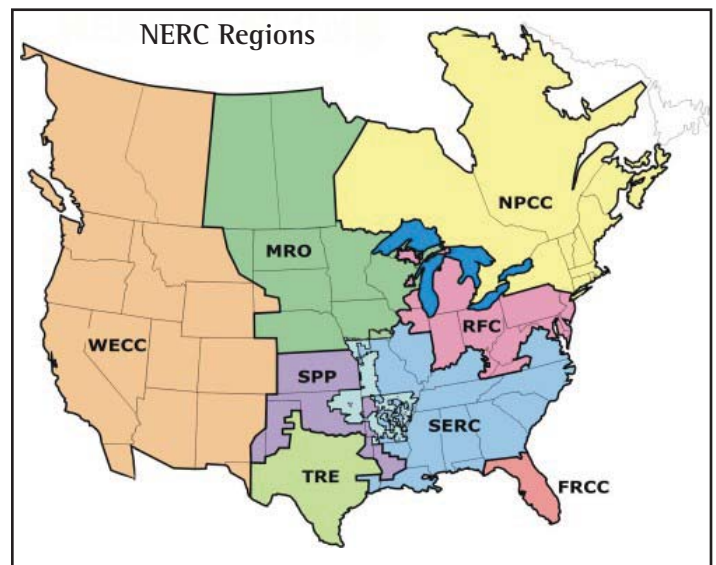 NERC Regions
NPCC
MRO
RFC
WECC
SPP
SERC
TRE
FRCC